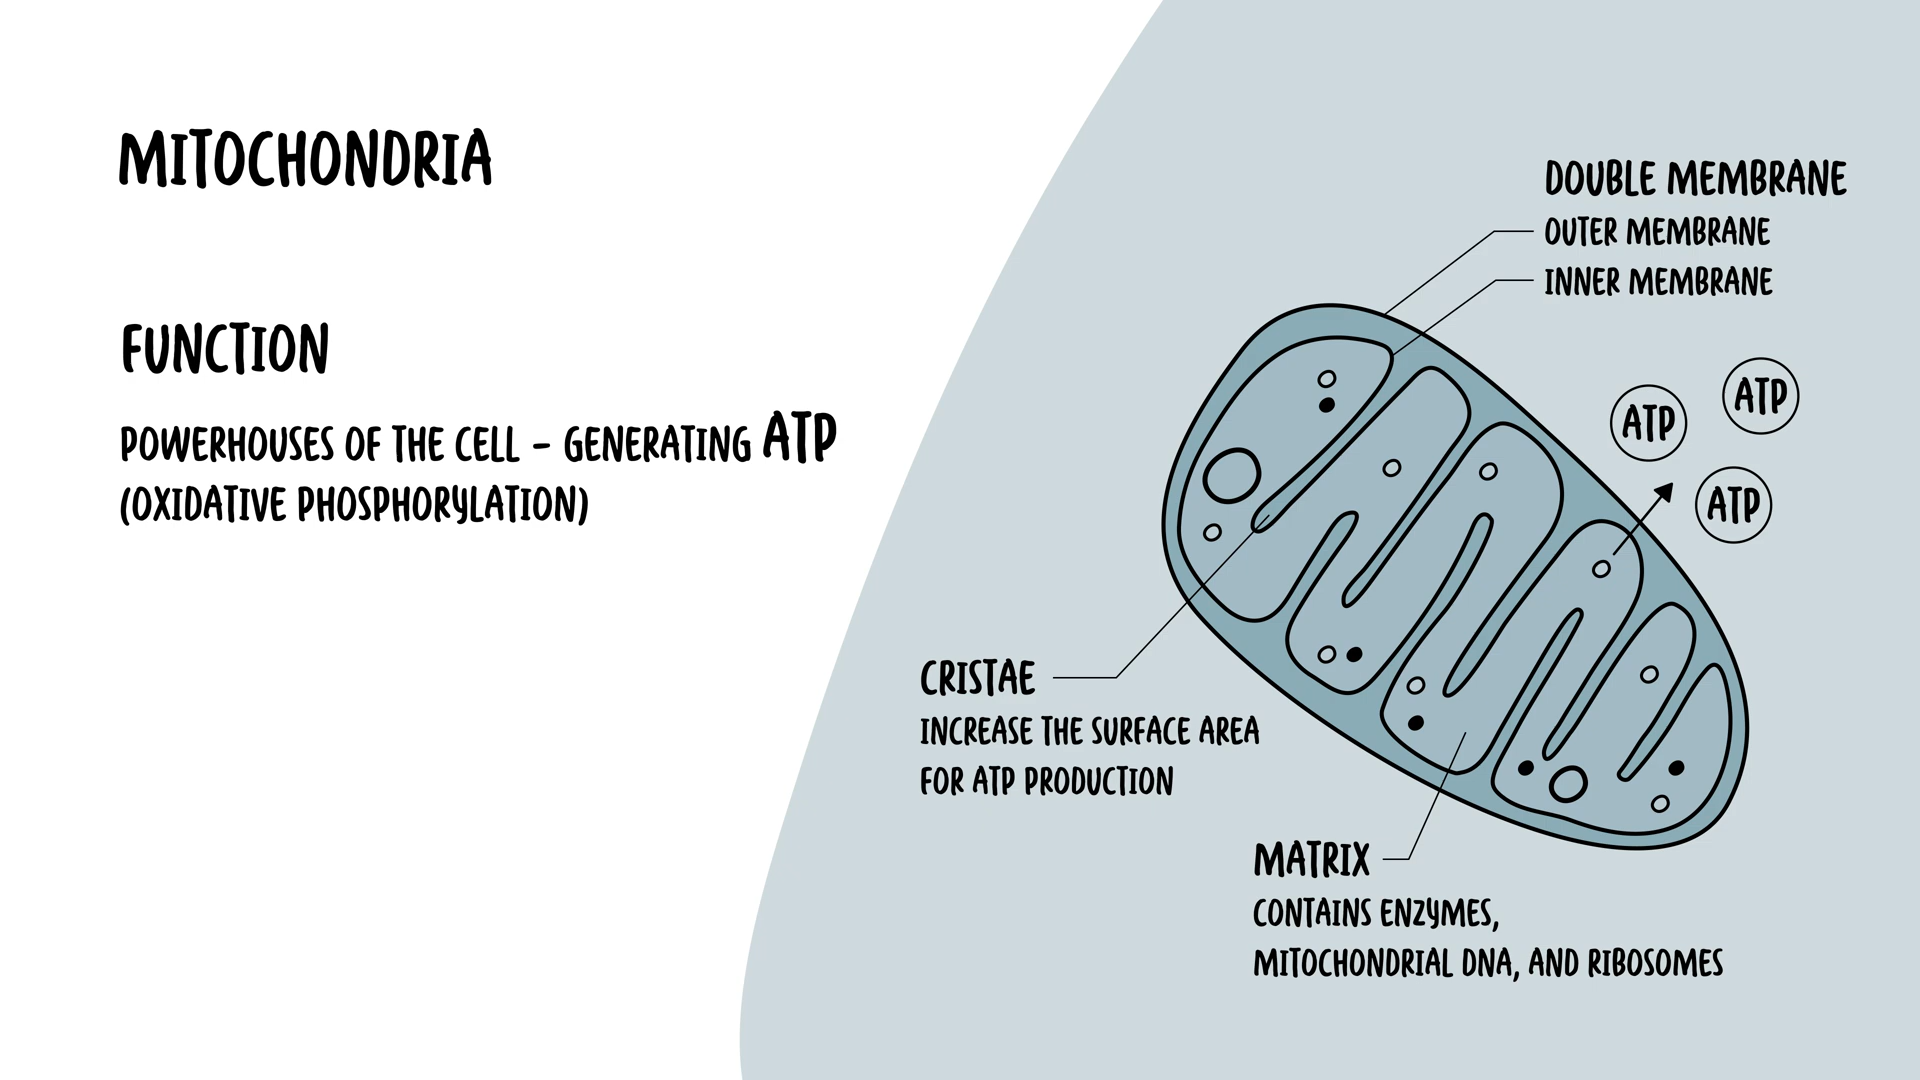 MITOCHONDRIA
FUNCTION
POWERHOUSES OF THE CELL - GENERATING ATP
(OXIDATIVE PHOSPHORYLATION)
DOUBLE MEMBRANE
OUTER MEMBRANE
INNER MEMBRANE
ATP
ATP
ATP
CRISTAE
INCREASE THE SURFACE AREA
FOR ATP PRODUCTION
MATRIX
CONTAINS ENZYMES,
MITOCHONDRIAL DNA, AND RIBOSOMES